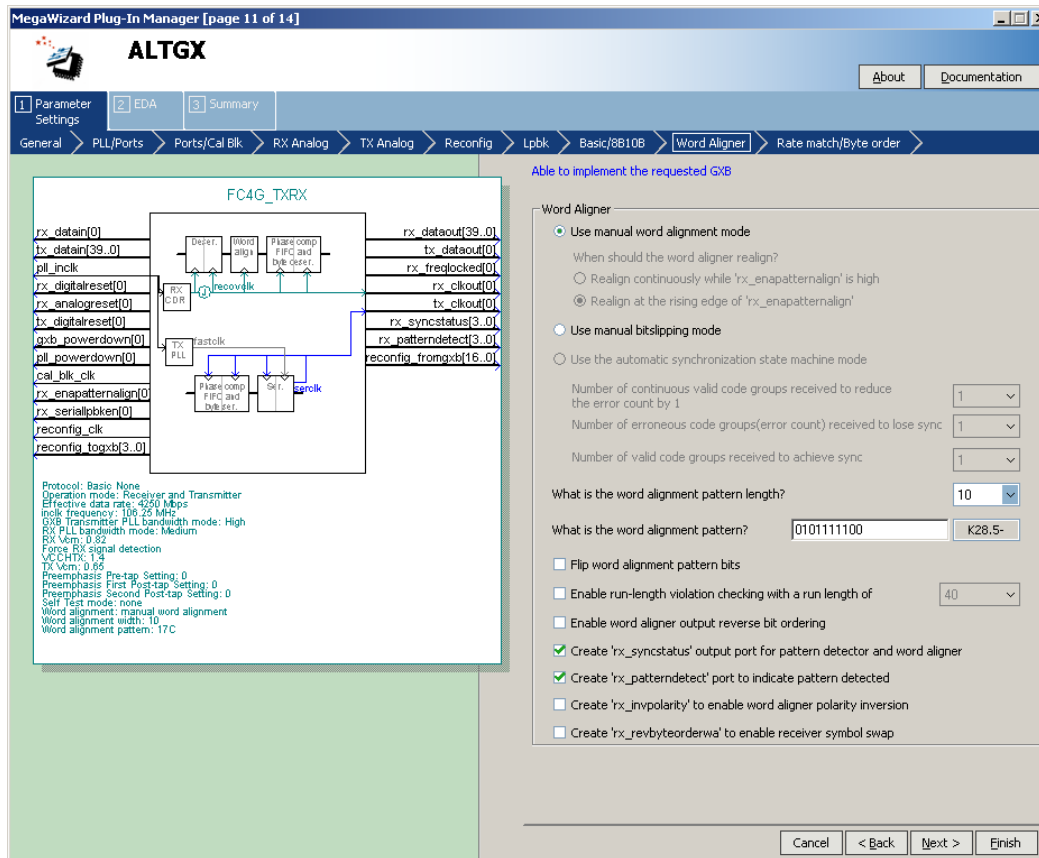 MegaWizard Plug-In Manager [page 11 of 14]
ALTGX
About
Documentation
1 Parameter Settings
2 EDA
3 Summary
General
PLL/Ports
Ports/Cal Blk
RX Analog
TX Analog
Reconfig
Lpbk
Basic/8B10B
Word Aligner
Rate match/Byte order
FC4G_TXRX
rx_datain[0]
tx_datain[39..0]
pll_inclk
rx_digitalreset[0]
rx_analogreset[0]
tx_digitalreset[0]
gxb_powerdown[0]
pll_powerdown[0]
cal_blk_clk
rx_enapatternalign[0]
rx_seriallpbken[0]
reconfig_clk
reconfig_togxb[3..0]
Deser.
Word align
Phase comp FIFO and byte deser.
RX CDR
recovclk
TX PLL
fastclk
Phase comp FIFO and byte ser.
Ser.
serclk
rx_dataout[39..0]
tx_dataout[0]
rx_freqlocked[0]
rx_clkout[0]
tx_clkout[0]
rx_syncstatus[3..0]
rx_patterndetect[3..0]
reconfig_fromgxb[16..0]
Protocol: Basic None
Operation mode: Receiver and Transmitter
Effective data rate: 4250 Mbps
inclk frequency: 106.25 MHz
GXB Transmitter PLL bandwidth mode: High
RX PLL bandwidth mode: Medium
RX Vcm: 0.82
Force RX signal detection
VCCHTX: 1.4
TX Vcm: 0.65
Preemphasis Pre-tap Setting: 0
Preemphasis First Post-tap Setting: 0
Preemphasis Second Post-tap Setting: 0
Self Test mode: none
Word alignment: manual word alignment
Word alignment width: 10
Word alignment pattern: 17C
Able to implement the requested GXB
Word Aligner
Use manual word alignment mode
When should the word aligner realign?
Realign continuously while 'rx_enapatternalign' is high
Realign at the rising edge of 'rx_enapatternalign'
Use manual bitslipping mode
Use the automatic synchronization state machine mode
Number of continuous valid code groups received to reduce
the error count by 1
1
Number of erroneous code groups(error count) received to lose sync
1
Number of valid code groups received to achieve sync
1
What is the word alignment pattern length?
10
What is the word alignment pattern?
0101111100
K28.5-
Flip word alignment pattern bits
Enable run-length violation checking with a run length of
40
Enable word aligner output reverse bit ordering
Create 'rx_syncstatus' output port for pattern detector and word aligner
Create 'rx_patterndetect' port to indicate pattern detected
Create 'rx_invpolarity' to enable word aligner polarity inversion
Create 'rx_revbyteorderwa' to enable receiver symbol swap
Cancel
< Back
Next >
Finish